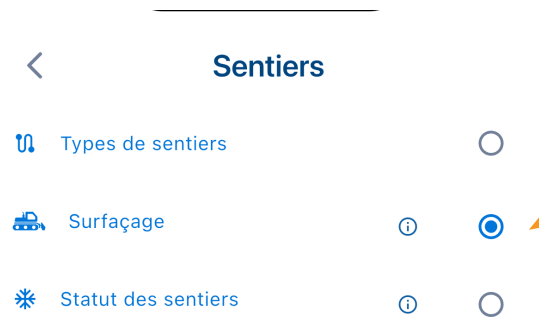 Sentiers
Types de sentiers
Surfaçage
Statut des sentiers